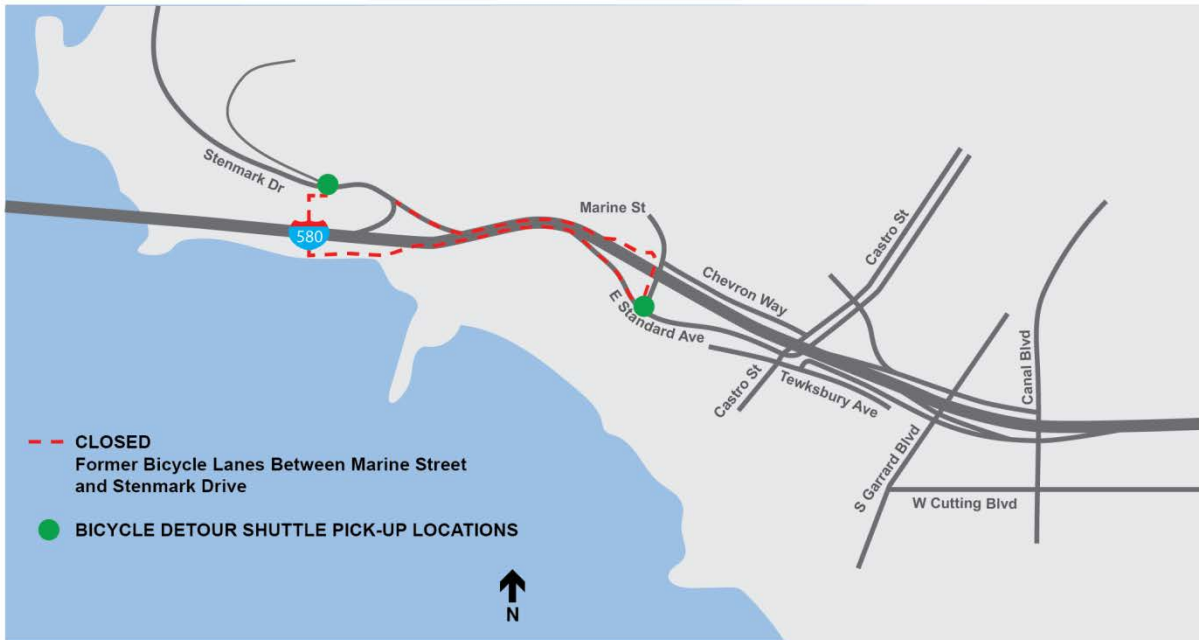 Stenmark Dr
580
Marine St
Castro St
Chevron Way
E Standard Ave
Castro St
Tewksbury Ave
Canal Blvd
S Garrard Blvd
W Cutting Blvd
CLOSED
Former Bicycle Lanes Between Marine Street
and Stenmark Drive
BICYCLE DETOUR SHUTTLE PICK-UP LOCATIONS
N